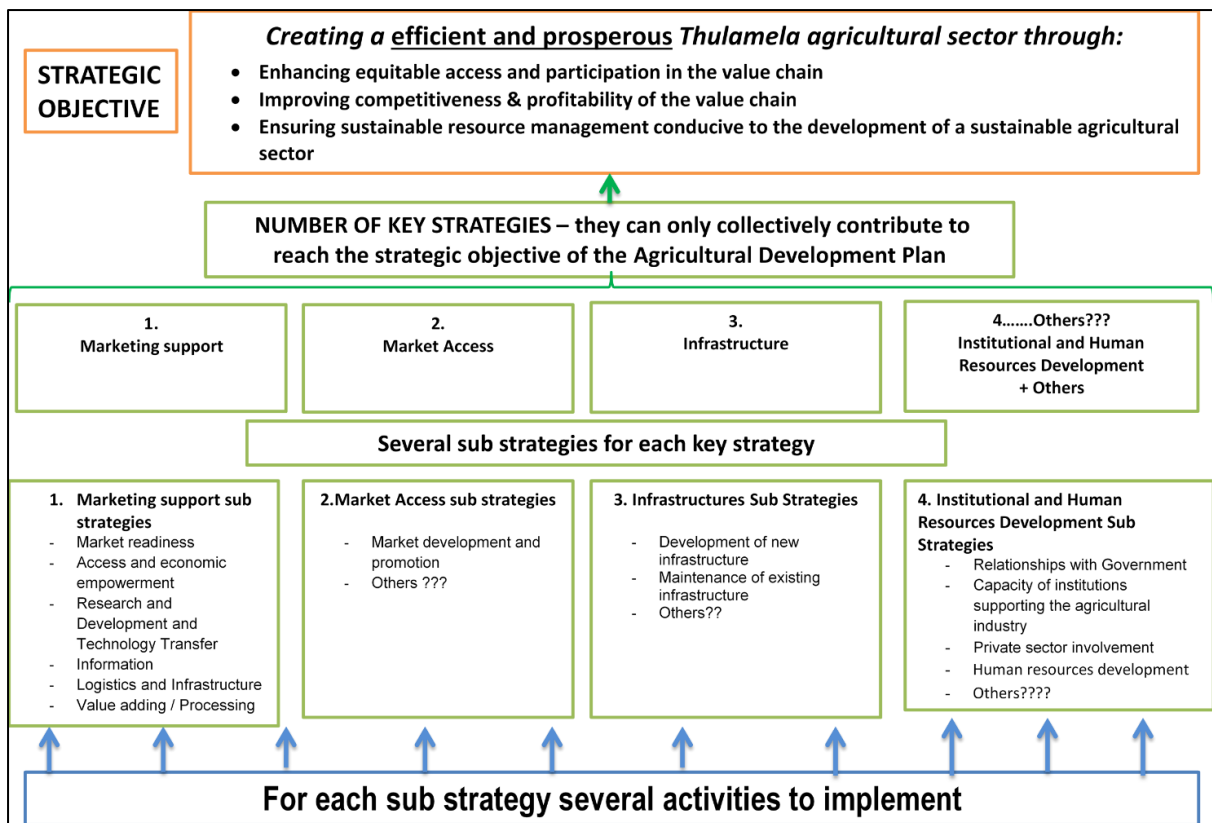 STRATEGIC
OBJECTIVE
Creating a efficient and prosperous Thulamela agricultural sector through:
• Enhancing equitable access and participation in the value chain
• Improving competitiveness & profitability of the value chain
• Ensuring sustainable resource management conducive to the development of a sustainable agricultural
sector
NUMBER OF KEY STRATEGIES – they can only collectively contribute to
reach the strategic objective of the Agricultural Development Plan
1.
Marketing support
2.
Market Access
3.
Infrastructure
4.......Others???
Institutional and Human
Resources Development
+ Others
Several sub strategies for each key strategy
1. Marketing support sub
strategies
- Market readiness
- Access and economic
empowerment
- Research and
Development and
Technology Transfer
- Information
- Logistics and Infrastructure
- Value adding / Processing
2.Market Access sub strategies
- Market development and
promotion
- Others ???
3. Infrastructures Sub Strategies
- Development of new
infrastructure
- Maintenance of existing
infrastructure
- Others??
4. Institutional and Human
Resources Development Sub
Strategies
- Relationships with Government
- Capacity of institutions
supporting the agricultural
industry
- Private sector involvement
- Human resources development
- Others????
For each sub strategy several activities to implement